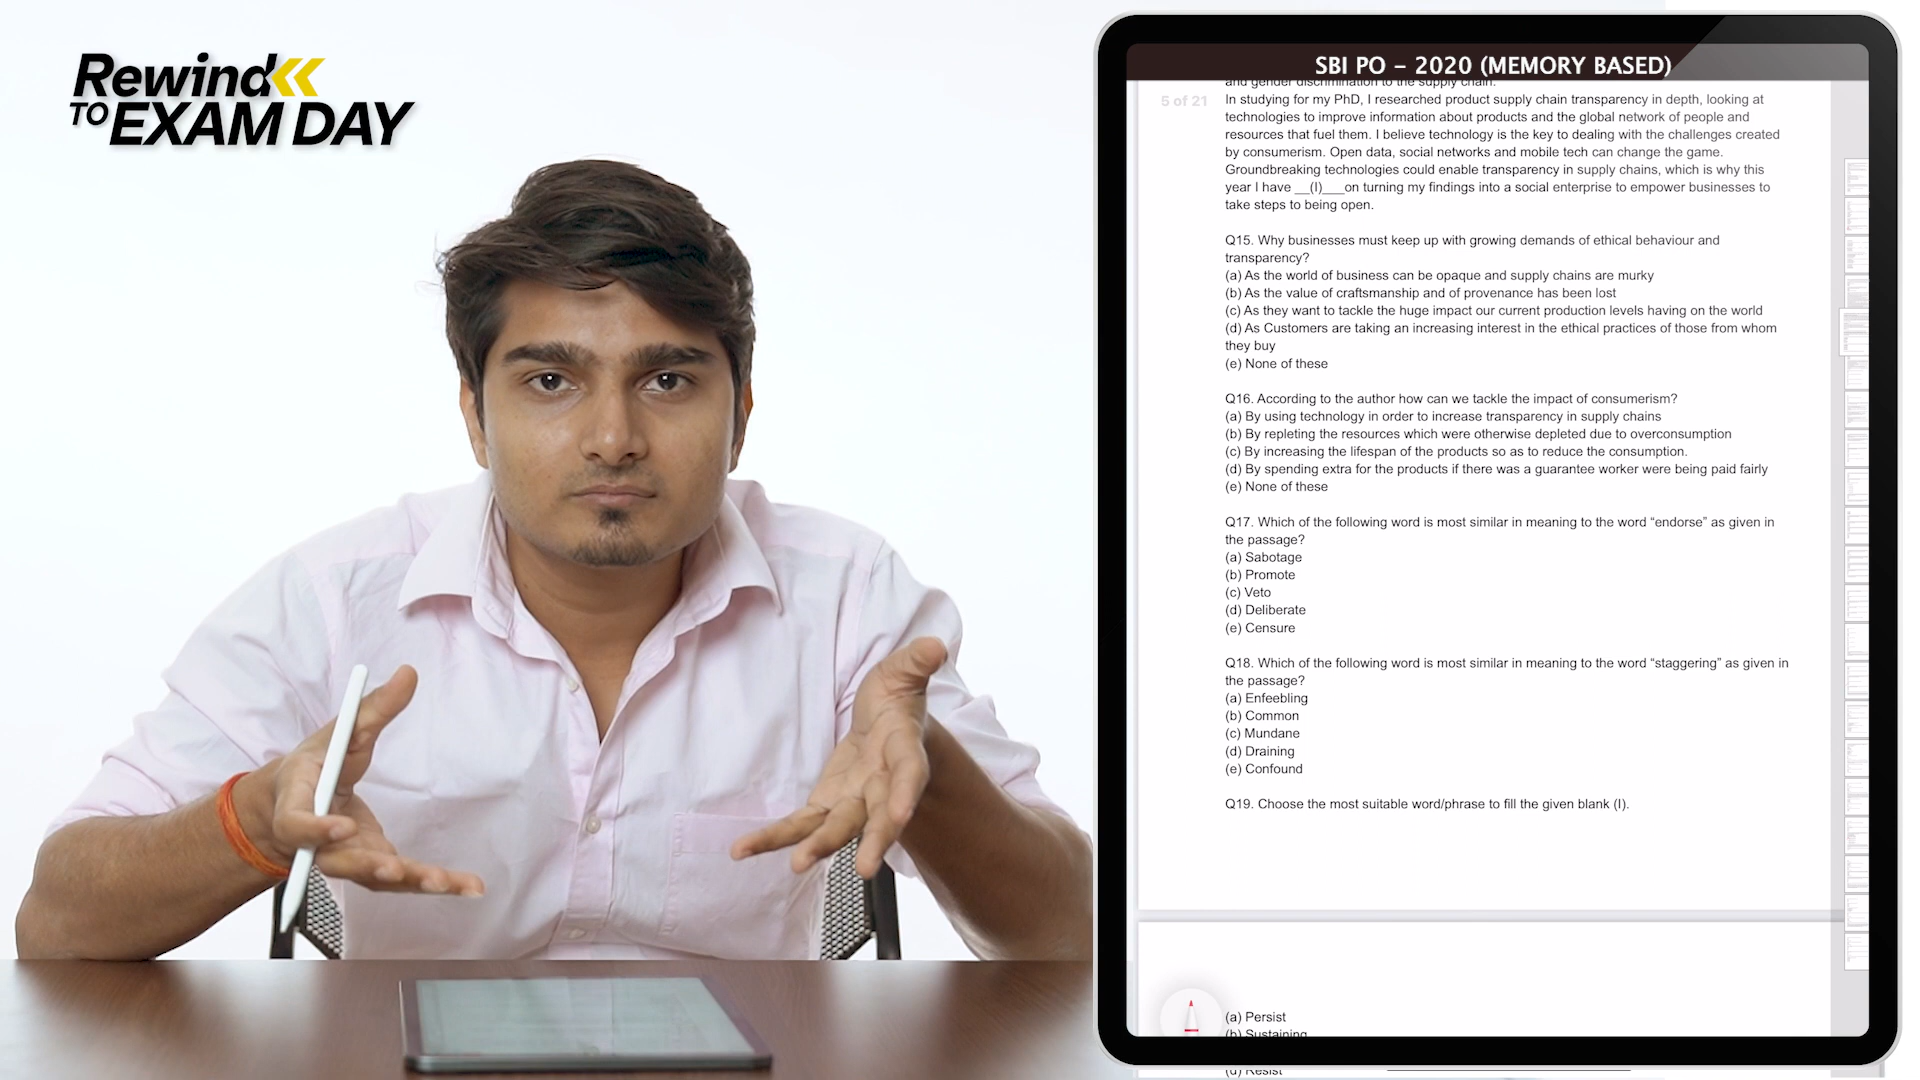 Rewind
TO EXAM DAY
SBI PO – 2020 (MEMORY BASED)
and gender discrimination to the supply chain.
5 of 21
In studying for my PhD, I researched product supply chain transparency in depth, looking at
technologies to improve information about products and the global network of people and
resources that fuel them. I believe technology is the key to dealing with the challenges created
by consumerism. Open data, social networks and mobile tech can change the game.
Groundbreaking technologies could enable transparency in supply chains, which is why this
year I have __(I)___on turning my findings into a social enterprise to empower businesses to
take steps to being open.
Q15. Why businesses must keep up with growing demands of ethical behaviour and
transparency?
(a) As the world of business can be opaque and supply chains are murky
(b) As the value of craftsmanship and of provenance has been lost
(c) As they want to tackle the huge impact our current production levels having on the world
(d) As Customers are taking an increasing interest in the ethical practices of those from whom
they buy
(e) None of these
Q16. According to the author how can we tackle the impact of consumerism?
(a) By using technology in order to increase transparency in supply chains
(b) By repleting the resources which were otherwise depleted due to overconsumption
(c) By increasing the lifespan of the products so as to reduce the consumption.
(d) By spending extra for the products if there was a guarantee worker were being paid fairly
(e) None of these
Q17. Which of the following word is most similar in meaning to the word “endorse” as given in
the passage?
(a) Sabotage
(b) Promote
(c) Veto
(d) Deliberate
(e) Censure
Q18. Which of the following word is most similar in meaning to the word “staggering” as given in
the passage?
(a) Enfeebling
(b) Common
(c) Mundane
(d) Draining
(e) Confound
Q19. Choose the most suitable word/phrase to fill the given blank (I).
(a) Persist
(b) Sustaining
(d) Resist